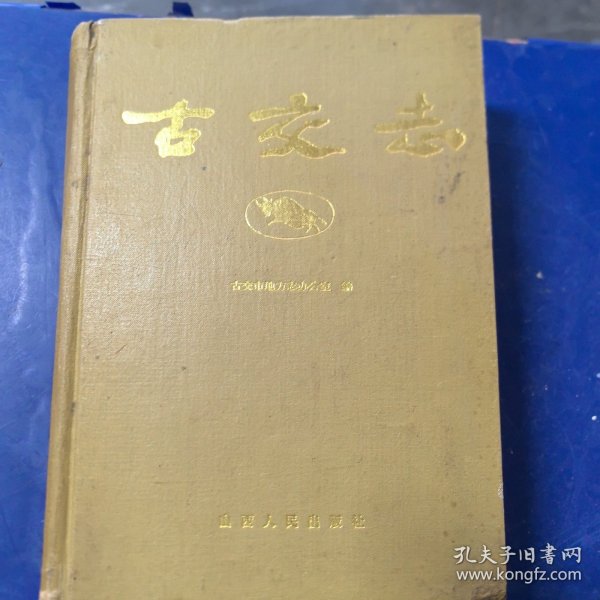 古交志
古交市地方志办公室 编
山西人民出版社
孔夫子旧书网
www.kongfz.com